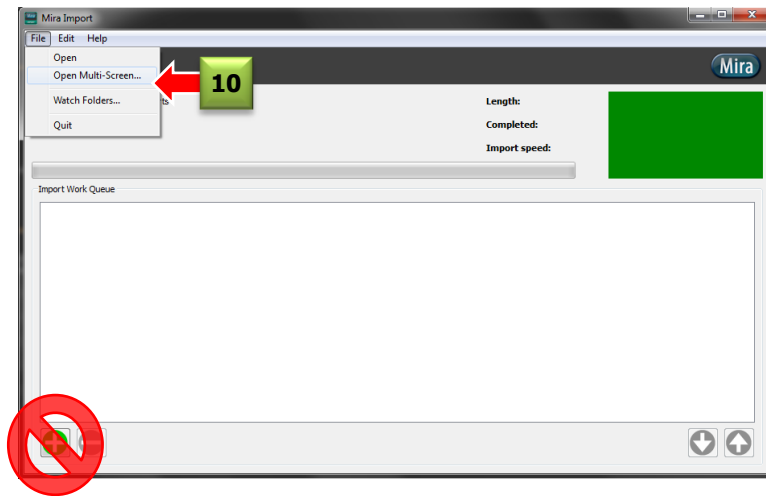 Mira Import
File Edit Help
Open
Open Multi-Screen...
Watch Folders...
Quit
10
Mira
ts
Length:
Completed:
Import speed:
Import Work Queue